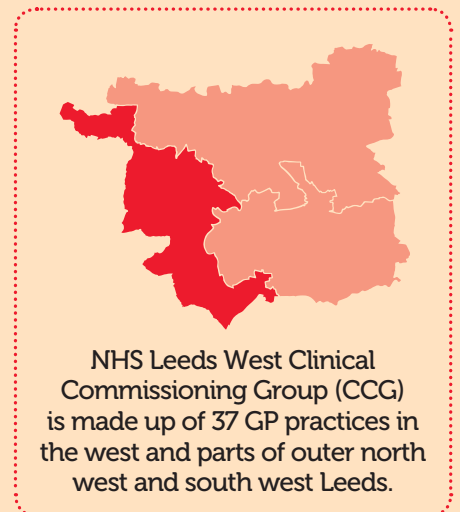 NHS Leeds West Clinical
Commissioning Group (CCG)
is made up of 37 GP practices in
the west and parts of outer north
west and south west Leeds.